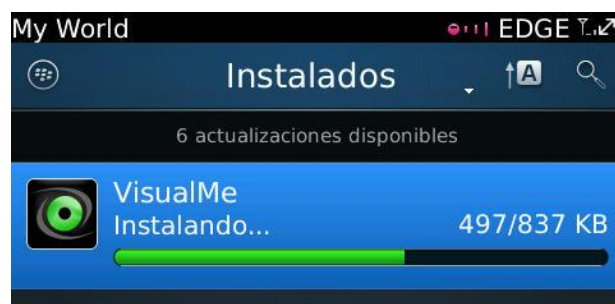 My World EDGE
Instalados A
6 actualizaciones disponibles
VisualMe
Instalando... 497/837 KB